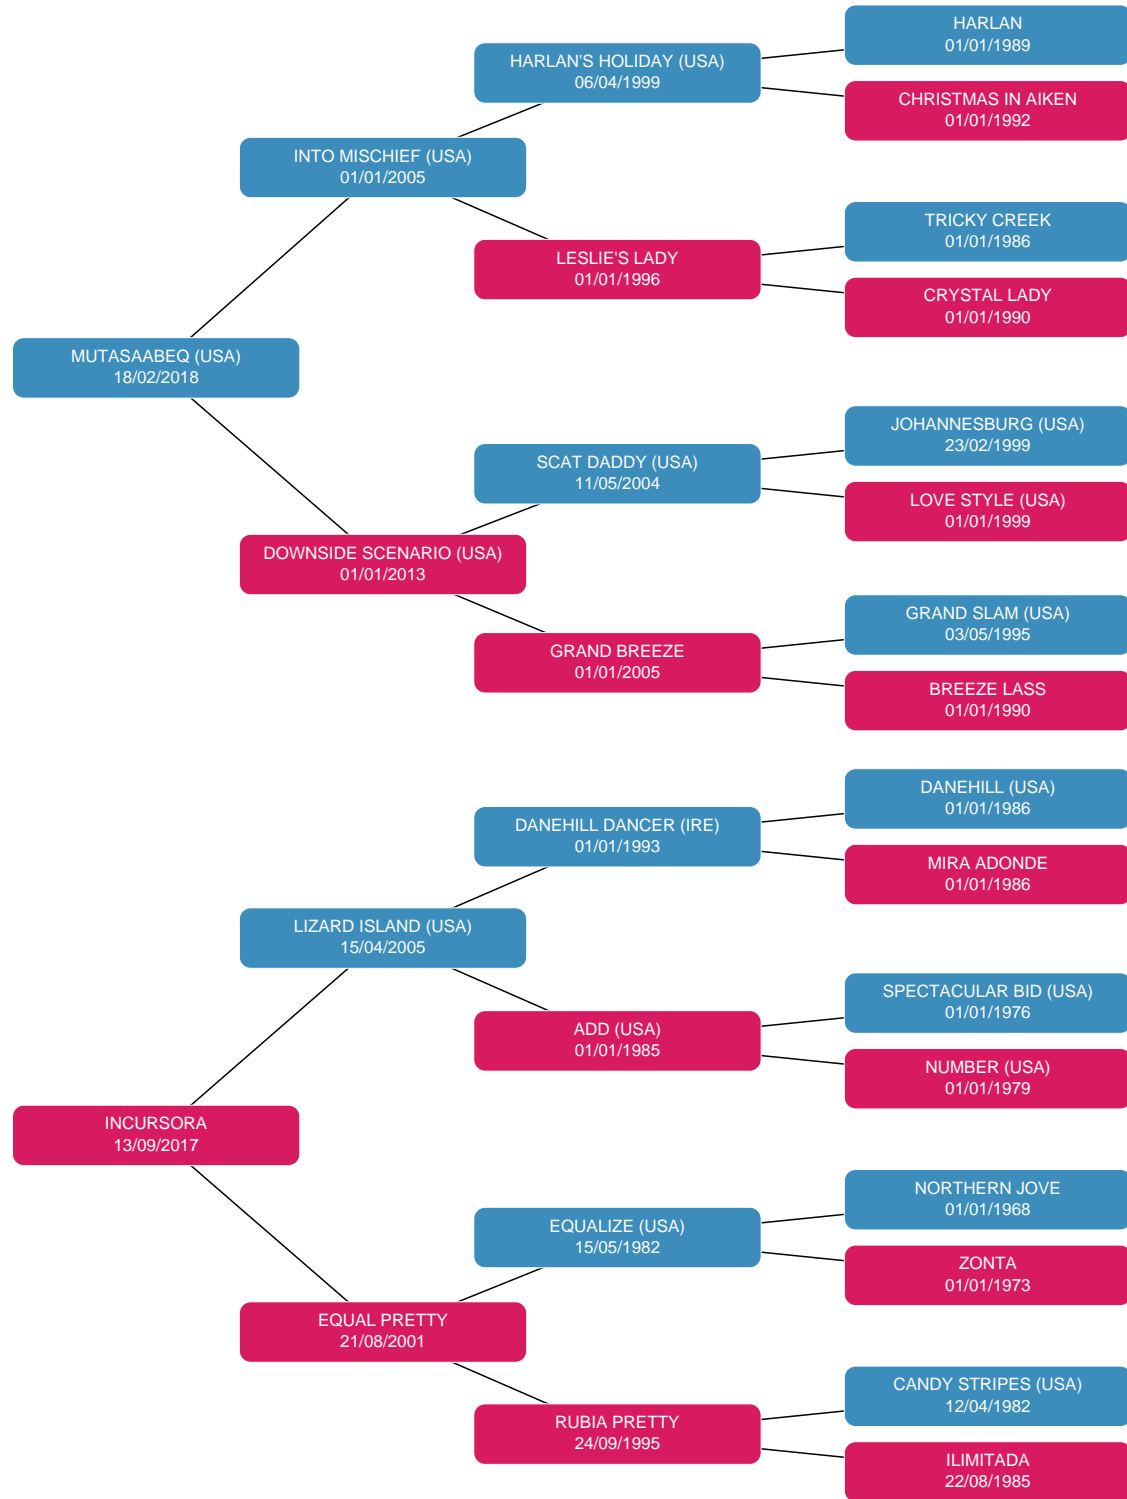 HARLAN
01/01/1989
HARLAN'S HOLIDAY (USA)
06/04/1999
CHRISTMAS IN AIKEN
01/01/1992
INTO MISCHIEF (USA)
01/01/2005
TRICKY CREEK
01/01/1986
LESLIE'S LADY
01/01/1996
CRYSTAL LADY
01/01/1990
MUTASAABEQ (USA)
18/02/2018
JOHANNESBURG (USA)
23/02/1999
SCAT DADDY (USA)
11/05/2004
LOVE STYLE (USA)
01/01/1999
DOWNSIDE SCENARIO (USA)
01/01/2013
GRAND SLAM (USA)
03/05/1995
GRAND BREEZE
01/01/2005
BREEZE LASS
01/01/1990
DANEHILL (USA)
01/01/1986
DANEHILL DANCER (IRE)
01/01/1993
MIRA ADONDE
01/01/1986
LIZARD ISLAND (USA)
15/04/2005
SPECTACULAR BID (USA)
01/01/1976
ADD (USA)
01/01/1985
NUMBER (USA)
01/01/1979
INCURSORA
13/09/2017
NORTHERN JOVE
01/01/1968
EQUALIZE (USA)
15/05/1982
ZONTA
01/01/1973
EQUAL PRETTY
21/08/2001
CANDY STRIPES (USA)
12/04/1982
RUBIA PRETTY
24/09/1995
ILIMITADA
22/08/1985